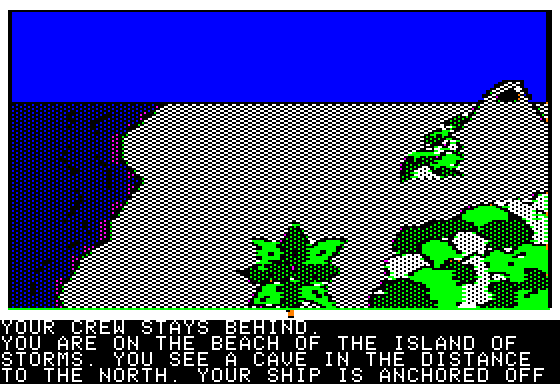 YOUR CREW STAYS BEHIND.
YOU ARE ON THE BEACH OF THE ISLAND OF
STORMS. YOU SEE A CAVE IN THE DISTANCE
TO THE NORTH. YOUR SHIP IS ANCHORED OFF